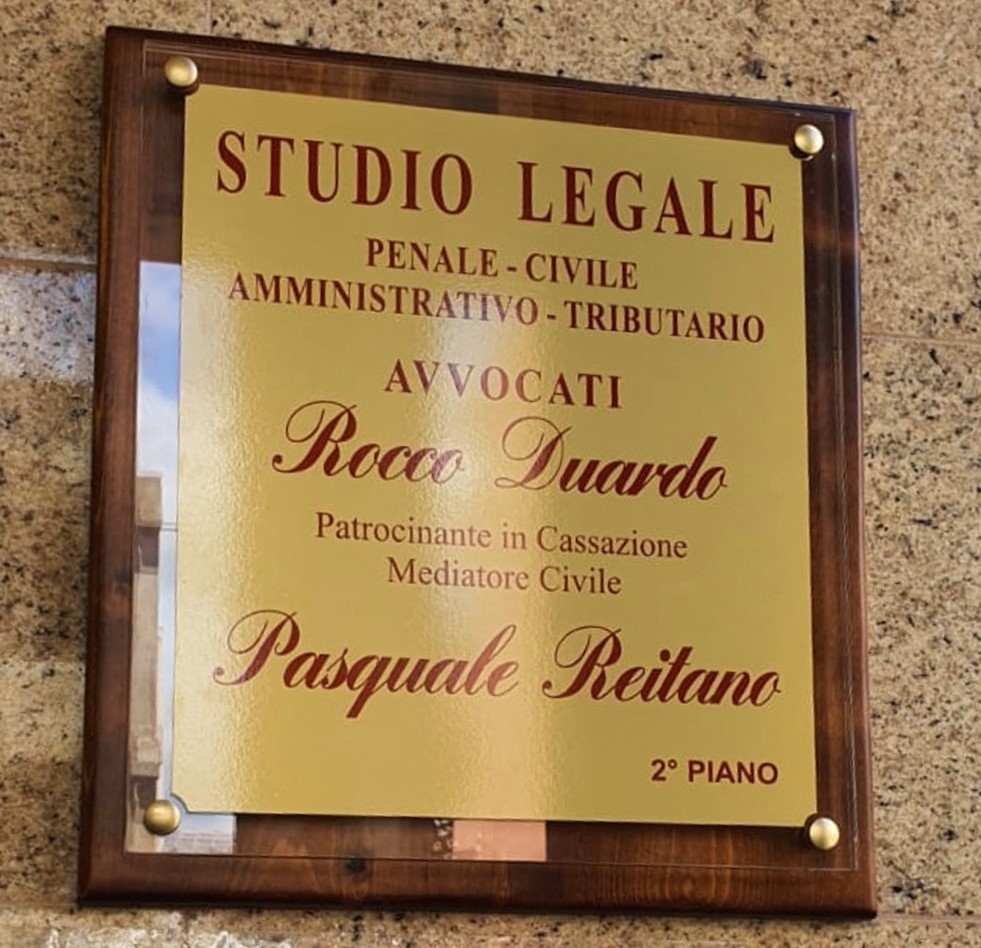 STUDIO LEGALE
PENALE - CIVILE
AMMINISTRATIVO - TRIBUTARIO
AVVOCATI
Rocco Duardo
Patrocinante in Cassazione
Mediatore Civile
Pasquale Reitano
2° PIANO